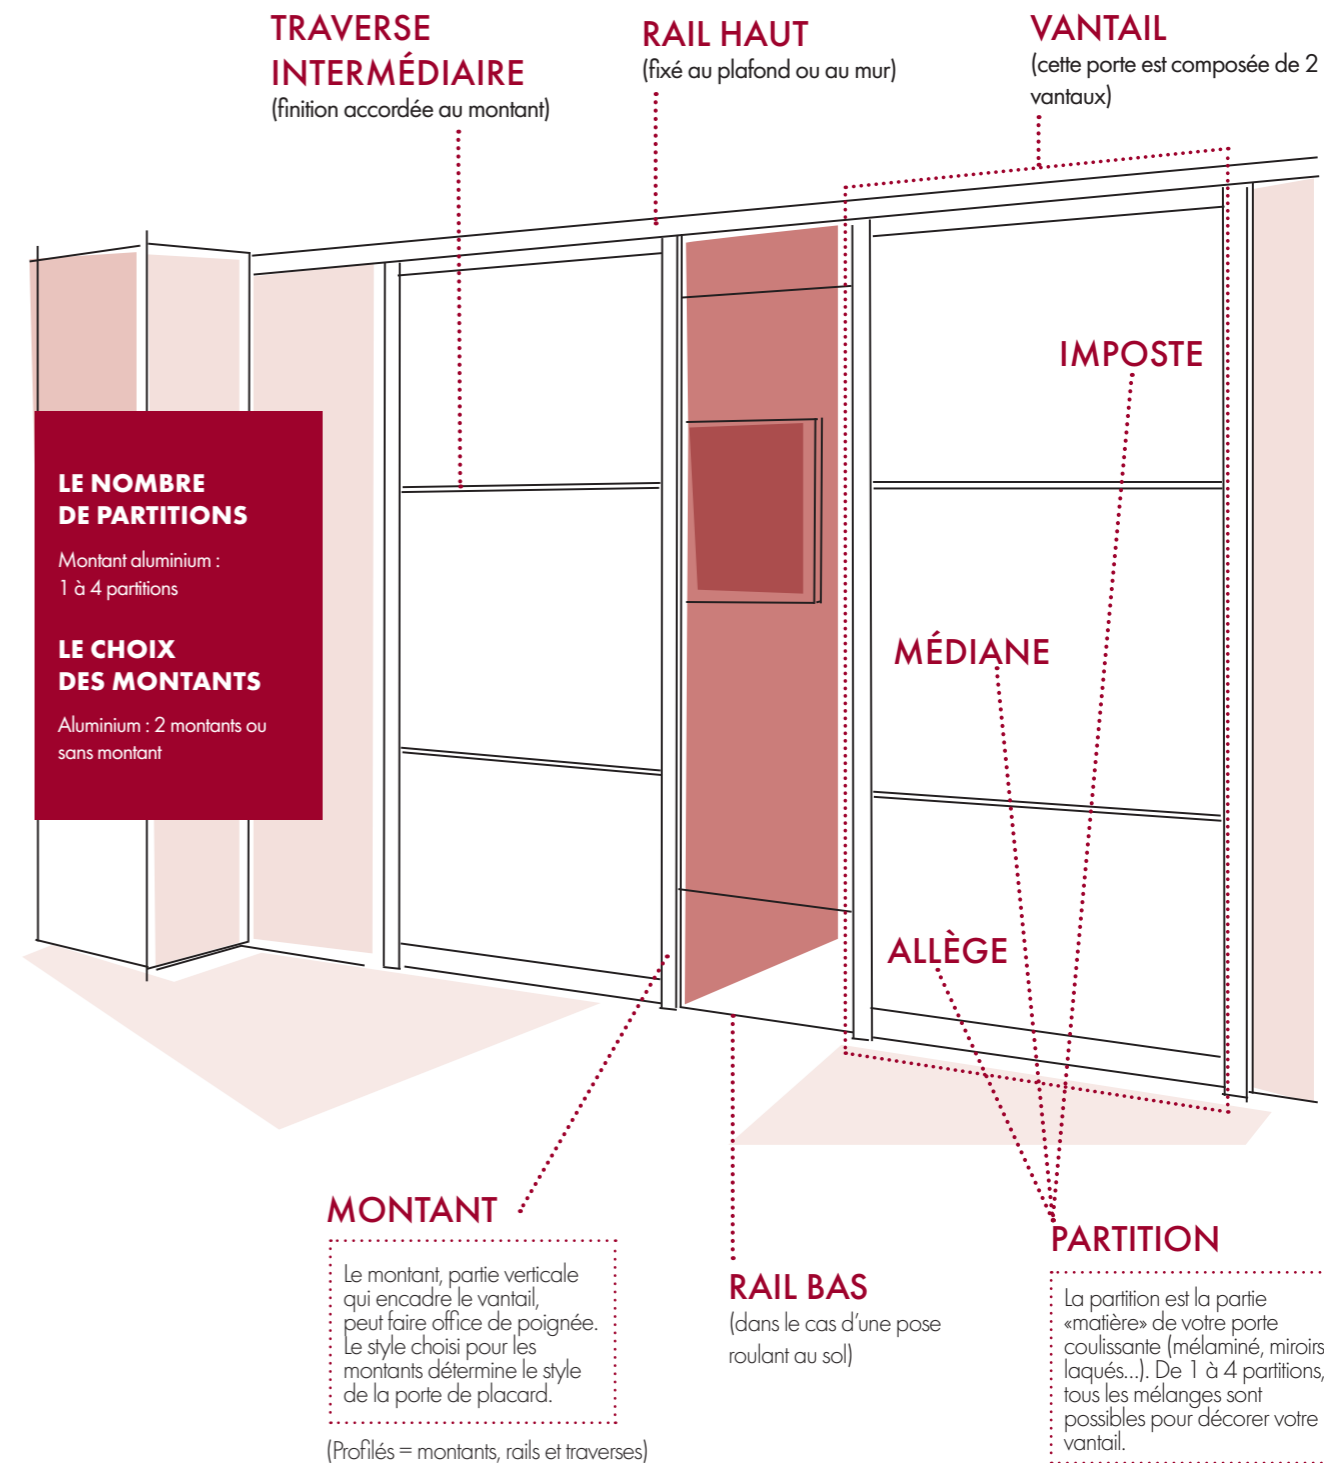 TRAVERSE
INTERMÉDIAIRE
(finition accordée au montant)
RAIL HAUT
(fixé au plafond ou au mur)
VANTAIL
(cette porte est composée de 2
vantaux)
IMPOSTE
LE NOMBRE
DE PARTITIONS
Montant aluminium :
1 à 4 partitions
LE CHOIX
DES MONTANTS
Aluminium : 2 montants ou
sans montant
MÉDIANE
ALLÈGE
MONTANT
Le montant, partie verticale
qui encadre le vantail,
peut faire office de poignée.
Le style choisi pour les
montants détermine le style
de la porte de placard.
(Profilés = montants, rails et traverses)
RAIL BAS
(dans le cas d’une pose
roulant au sol)
PARTITION
La partition est la partie
«matière» de votre porte
coulissante (mélaminé, miroirs
laqués...). De 1 à 4 partitions,
tous les mélanges sont
possibles pour décorer votre
vantail.